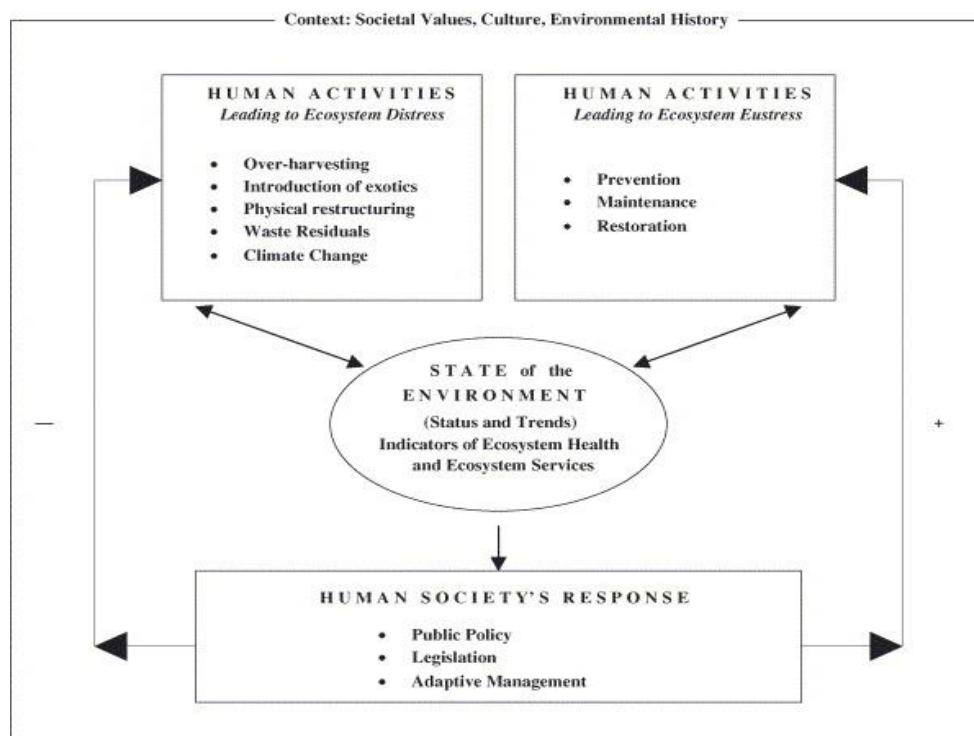 Context: Societal Values, Culture, Environmental History
HUMAN ACTIVITIES
Leading to Ecosystem Distress
• Over-harvesting
• Introduction of exotics
• Physical restructuring
• Waste Residuals
• Climate Change
HUMAN ACTIVITIES
Leading to Ecosystem Eustress
• Prevention
• Maintenance
• Restoration
STATE of the
ENVIRONMENT
(Status and Trends)
Indicators of Ecosystem Health
and Ecosystem Services
—
+
HUMAN SOCIETY'S RESPONSE
• Public Policy
• Legislation
• Adaptive Management